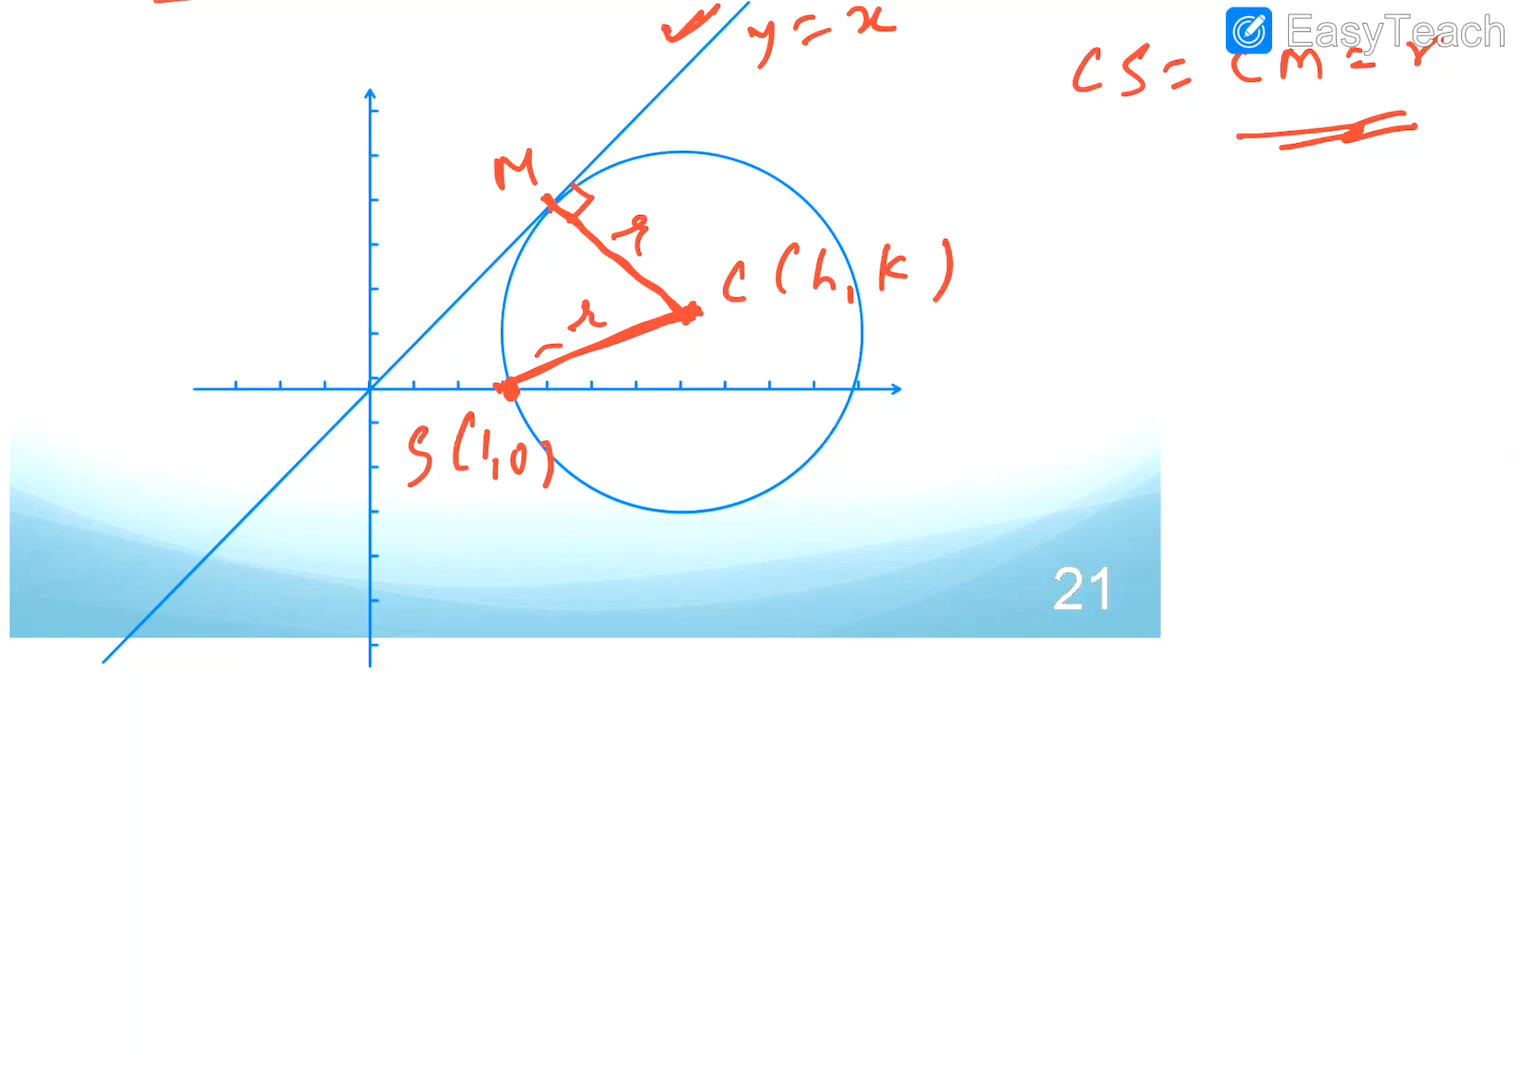 y = x
EasyTeach
CS = CM = r
M
r
C (h, k)
r
S(1,0)
21